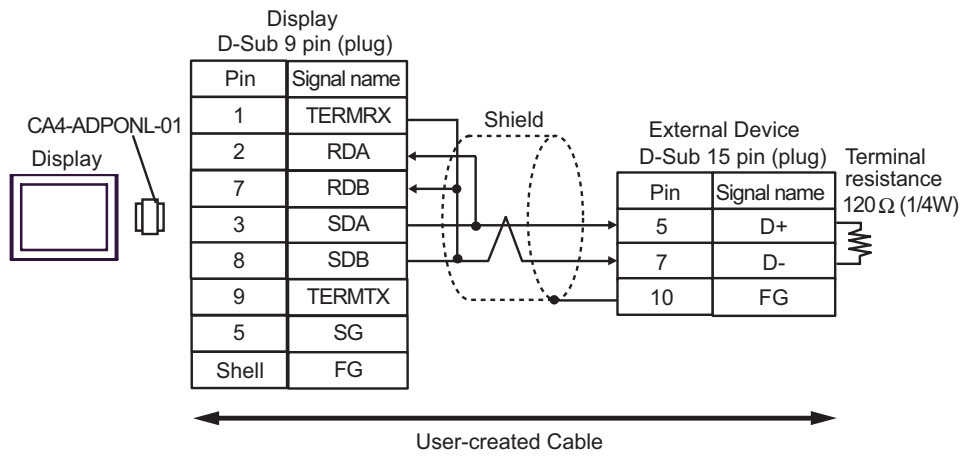 Display
D-Sub 9 pin (plug)
Pin Signal name
1 TERMRX
2 RDA
7 RDB
3 SDA
8 SDB
9 TERMTX
5 SG
Shell FG
CA4-ADPONL-01
Display
Shield
External Device
D-Sub 15 pin (plug)
Pin Signal name
5 D+
7 D-
10 FG
Terminal
resistance
120Ω (1/4W)
User-created Cable